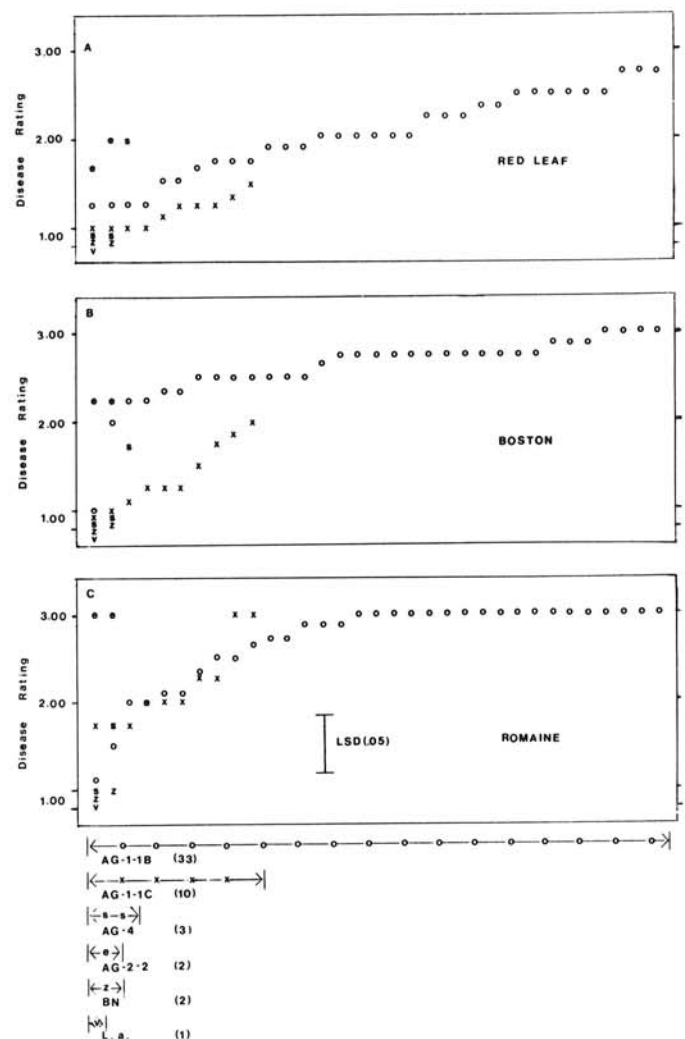 A
3.00
2.00
1.00
Disease Rating
RED LEAF
B
3.00
2.00
1.00
Disease Rating
BOSTON
C
3.00
2.00
1.00
Disease Rating
LSD(.05)
ROMAINE
AG-1-1B (33)
AG-1-1C (10)
AG-4 (3)
AG-2-2 (2)
BN (2)
L.a. (1)